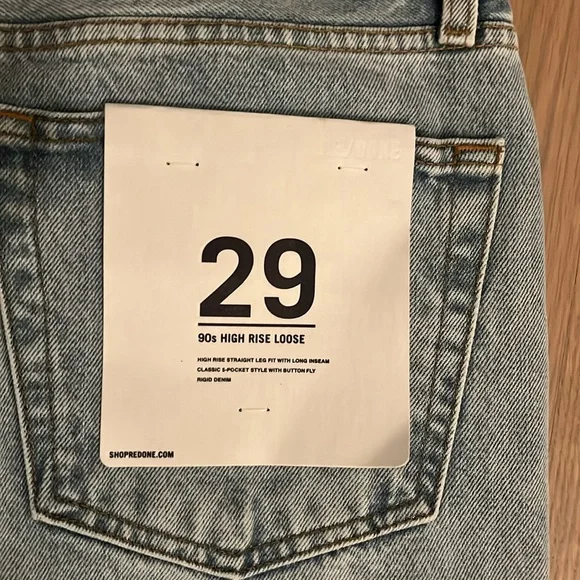 29
90s HIGH RISE LOOSE
HIGH RISE STRAIGHT LEG FIT WITH LONG INSEAM
CLASSIC 5-POCKET STYLE WITH BUTTON FLY
RIGID DENIM
SHOPREDONE.COM